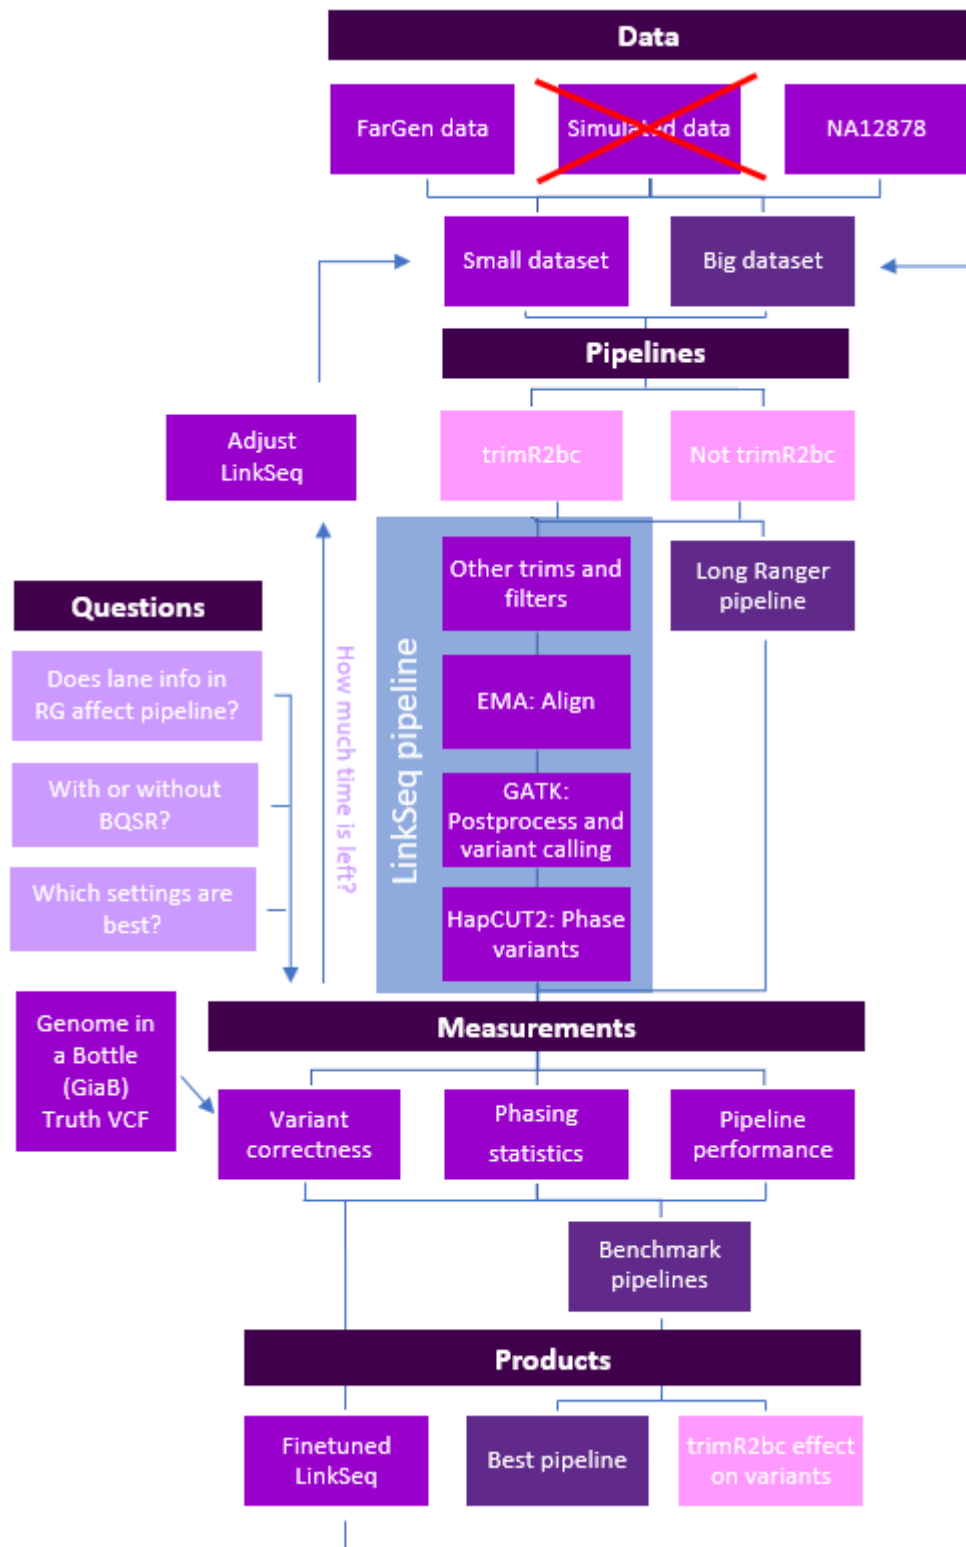 Data
FarGen data
Simulated data
NA12878
Small dataset
Big dataset
Pipelines
Adjust
LinkSeq
trimR2bc
Not trimR2bc
Questions
Does lane info in
RG affect pipeline?
With or without
BQSR?
Which settings are
best?
How much time is left?
LinkSeq pipeline
Other trims and
filters
Long Ranger
pipeline
EMA: Align
GATK:
Postprocess and
variant calling
HapCUT2: Phase
variants
Genome in
a Bottle
(GiaB)
Truth VCF
Measurements
Variant
correctness
Phasing
statistics
Pipeline
performance
Benchmark
pipelines
Products
Finetuned
LinkSeq
Best pipeline
trimR2bc effect
on variants